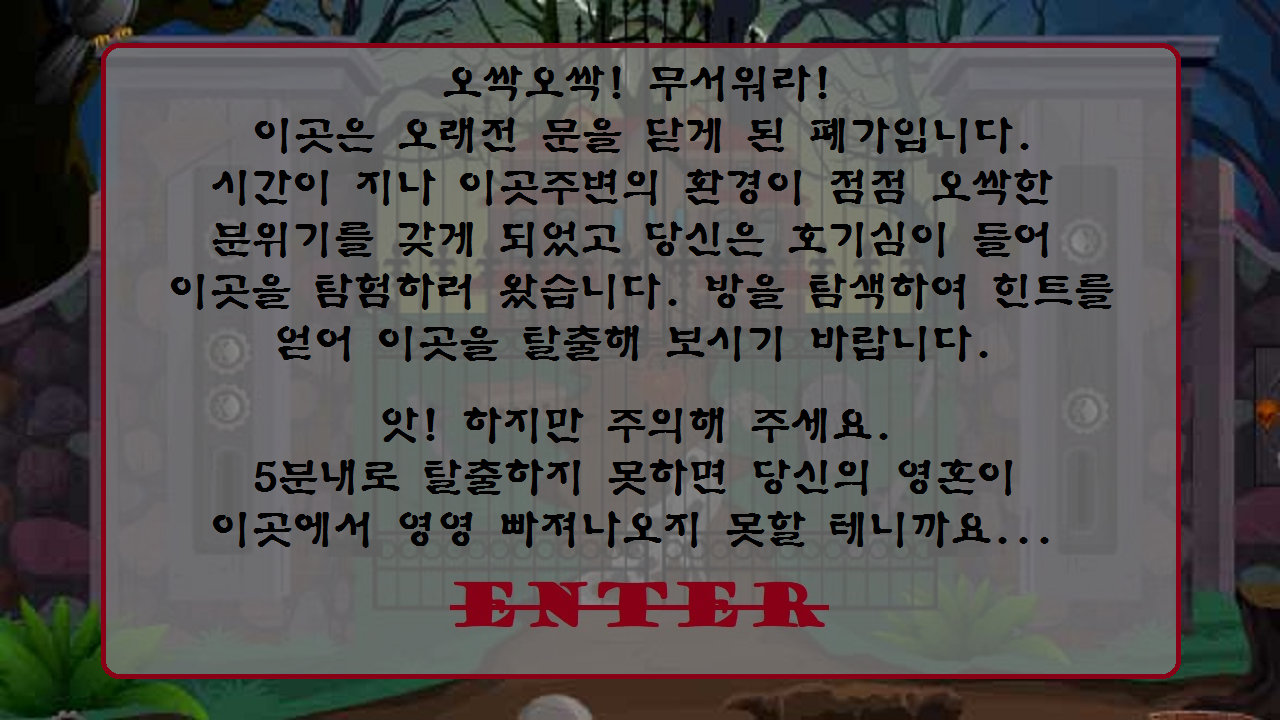 오싹오싹! 무서워라!
이곳은 오래전 문을 닫게 된 폐가입니다.
시간이 지나 이곳주변의 환경이 점점 오싹한
분위기를 갖게 되었고 당신은 호기심이 들어
이곳을 탐험하러 왔습니다. 방을 탐색하여 힌트를
얻어 이곳을 탈출해 보시기 바랍니다.
앗! 하지만 주의해 주세요.
5분내로 탈출하지 못하면 당신의 영혼이
이곳에서 영영 빠져나오지 못할 테니까요...
ENTER